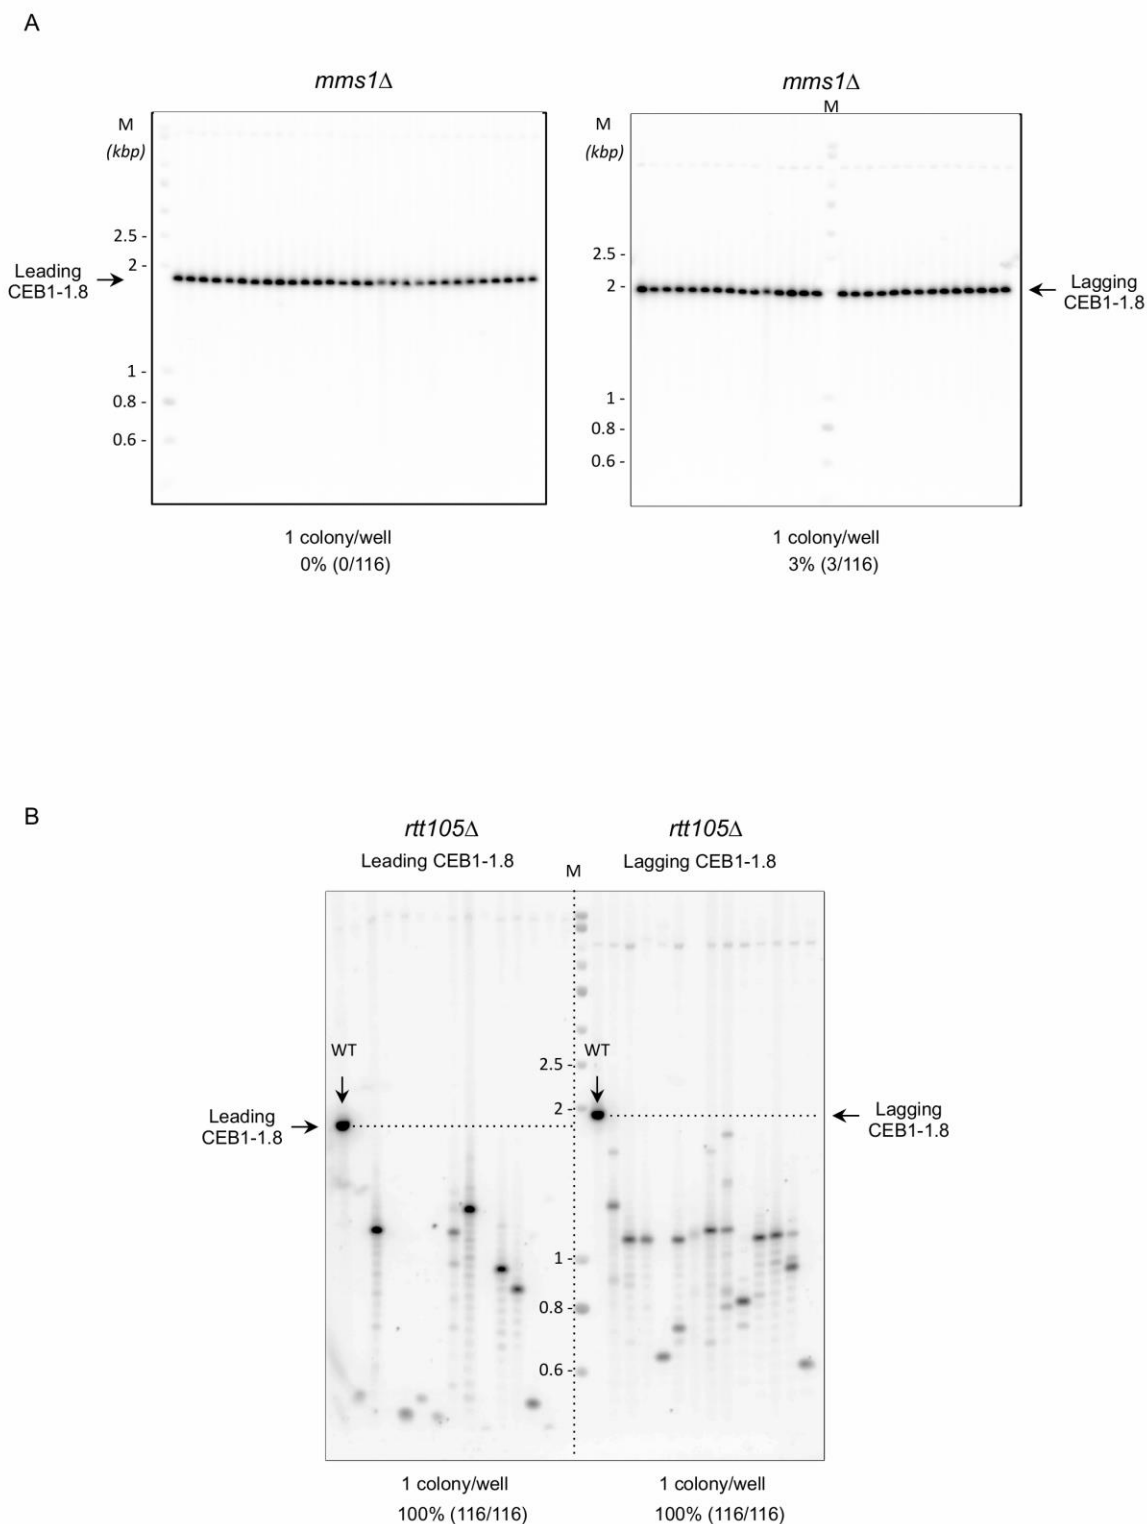 A
mms1Δ
mms1Δ
M
(kbp)
M
(kbp)
M
2.5 -
2 -
1 -
0.8 -
0.6 -
Leading
CEB1-1.8
2.5 -
2 -
1 -
0.8 -
0.6 -
Lagging
CEB1-1.8
1 colony/well
0% (0/116)
1 colony/well
3% (3/116)
B
rtt105Δ
Leading CEB1-1.8
rtt105Δ
Lagging CEB1-1.8
M
WT
WT
2.5 -
2 -
1 -
0.8 -
0.6 -
Leading
CEB1-1.8
Lagging
CEB1-1.8
1 colony/well
100% (116/116)
1 colony/well
100% (116/116)